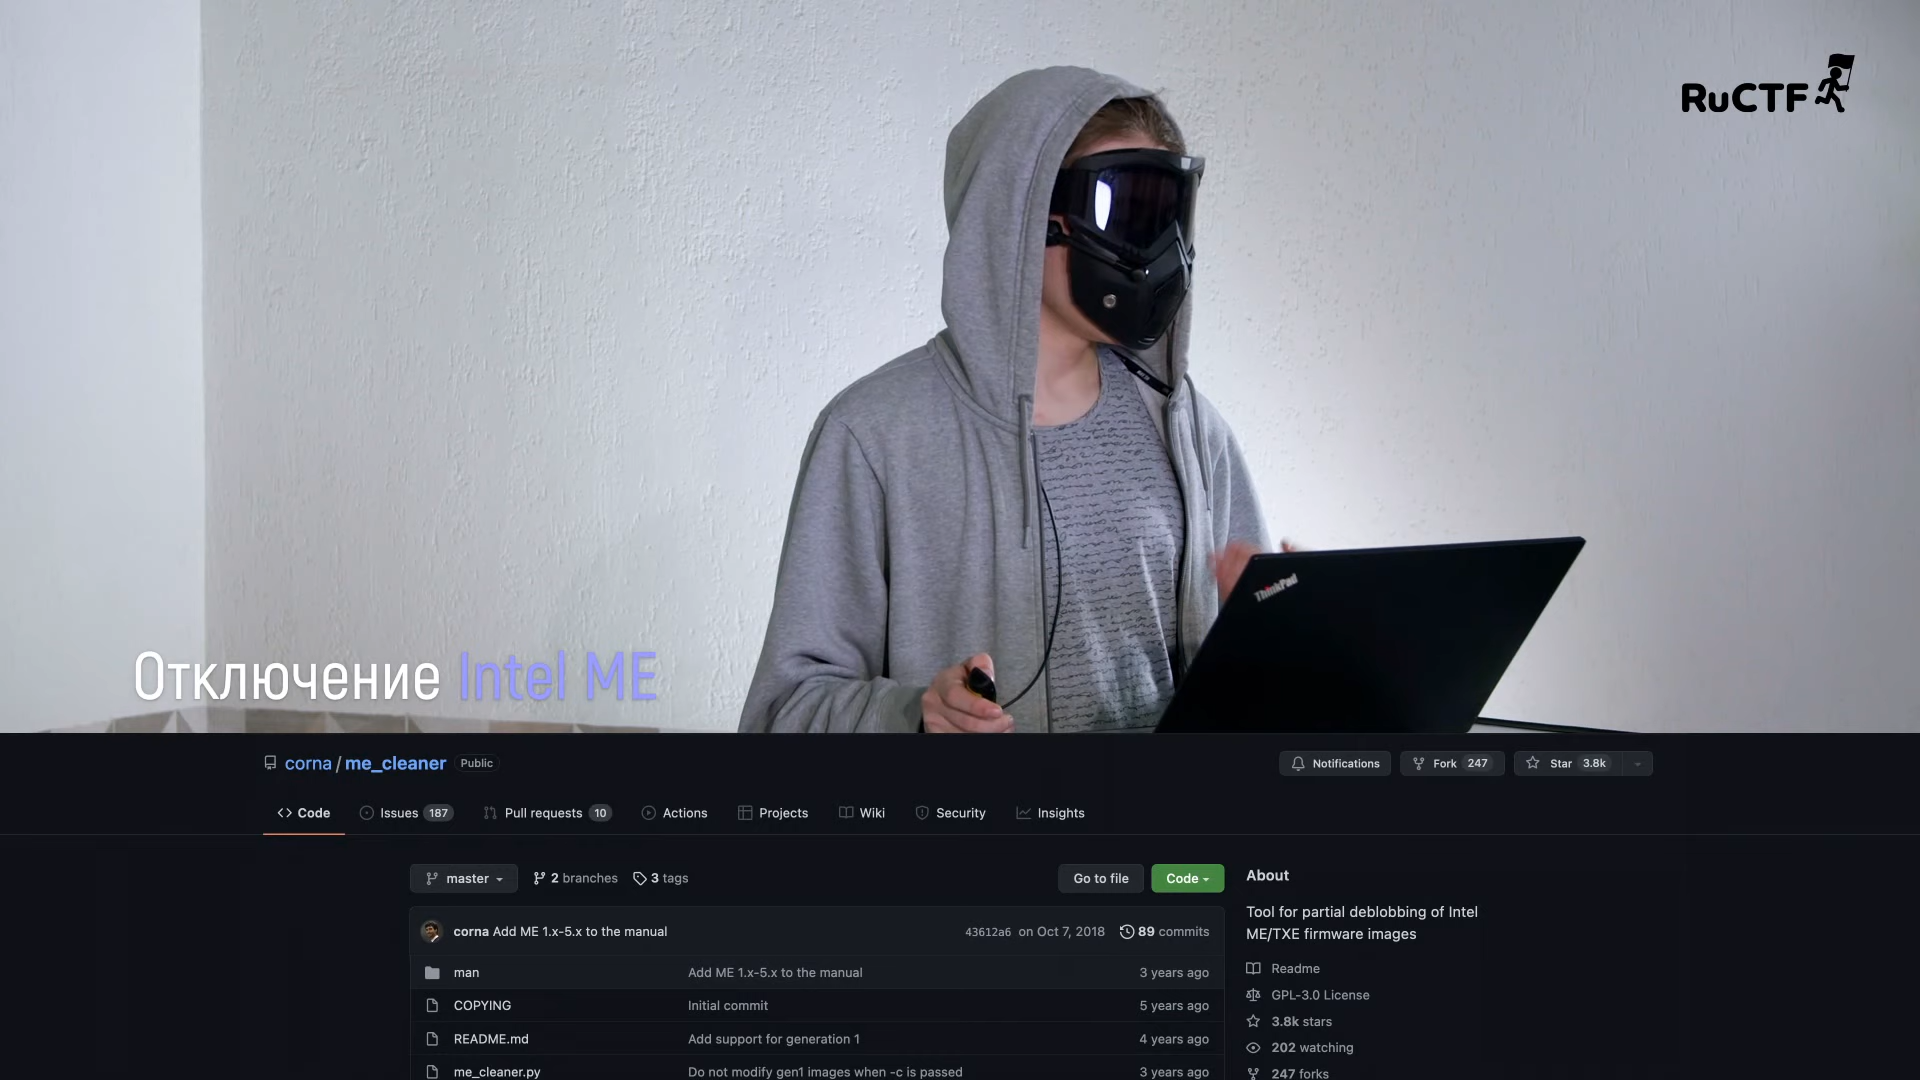 RuCTF
ThinkPad
Отключение Intel ME
corna / me_cleaner Public
Notifications
Fork 247
Star 3.8k
Code
Issues 187
Pull requests 10
Actions
Projects
Wiki
Security
Insights
master
2 branches
3 tags
Go to file
Code
corna Add ME 1.x-5.x to the manual
43612a6 on Oct 7, 2018
89 commits
man Add ME 1.x-5.x to the manual 3 years ago
COPYING Initial commit 5 years ago
README.md Add support for generation 1 4 years ago
me_cleaner.py Do not modify gen1 images when -c is passed 3 years ago
About
Tool for partial deblobbing of Intel
ME/TXE firmware images
Readme
GPL-3.0 License
3.8k stars
202 watching
247 forks